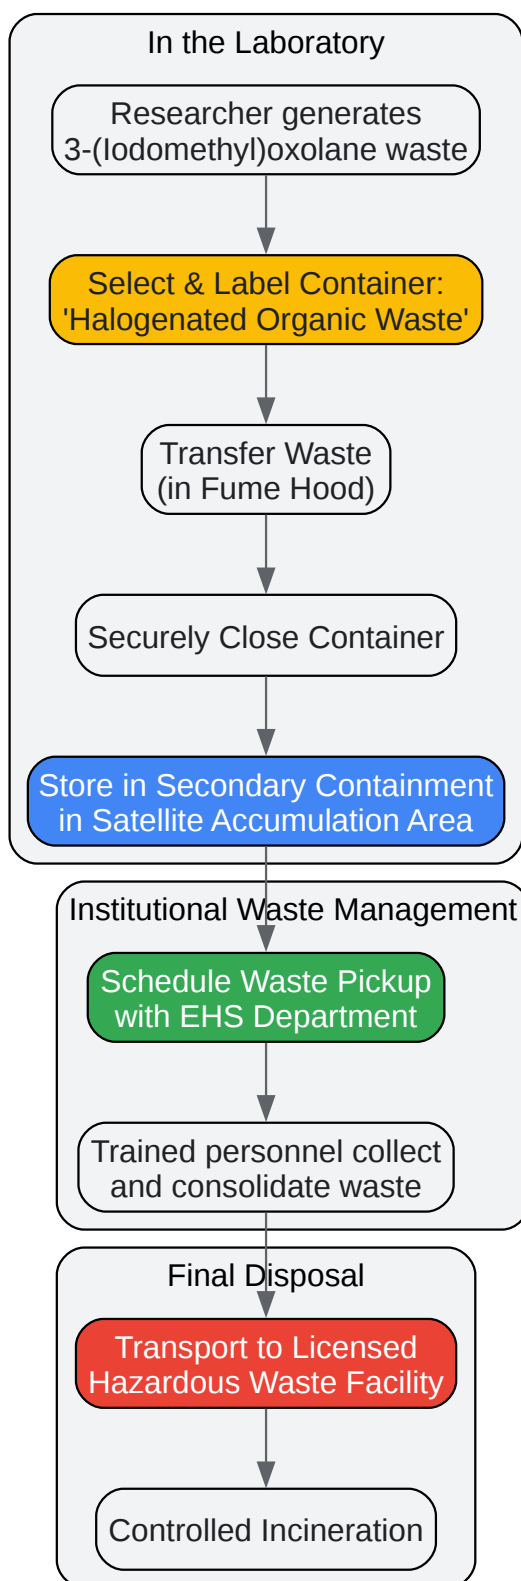 In the Laboratory
Researcher generates
3-(Iodomethyl)oxolane waste
Select & Label Container:
'Halogenated Organic Waste'
Transfer Waste
(in Fume Hood)
Securely Close Container
Store in Secondary Containment
in Satellite Accumulation Area
Institutional Waste Management
Schedule Waste Pickup
with EHS Department
Trained personnel collect
and consolidate waste
Final Disposal
Transport to Licensed
Hazardous Waste Facility
Controlled Incineration